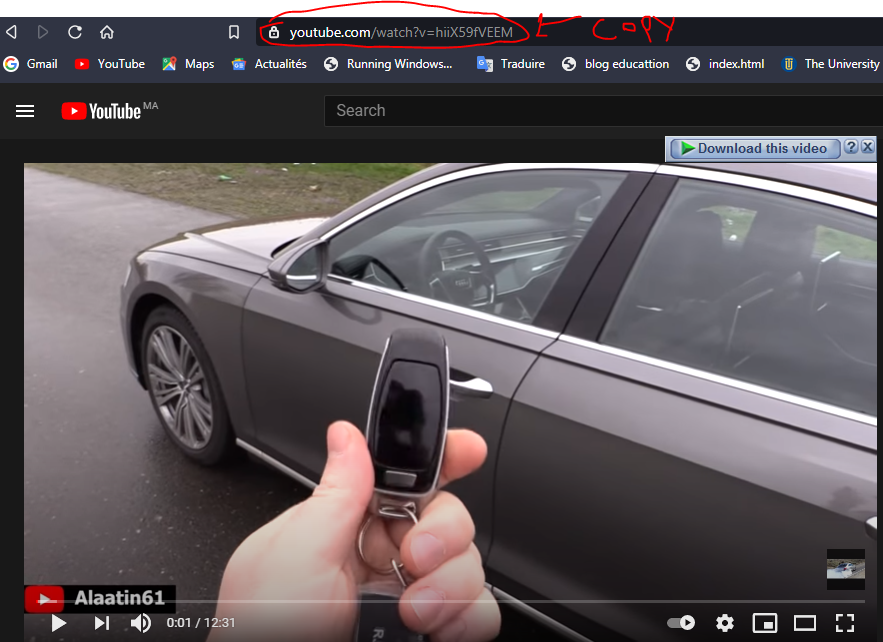 youtube.com/watch?v=hiiX59fVEEM COPY
Gmail YouTube Maps Actualités Running Windows... Traduire blog educattion index.html The University
YouTube MA Search
Download this video ? X
Alaatin61
0:01 / 12:31